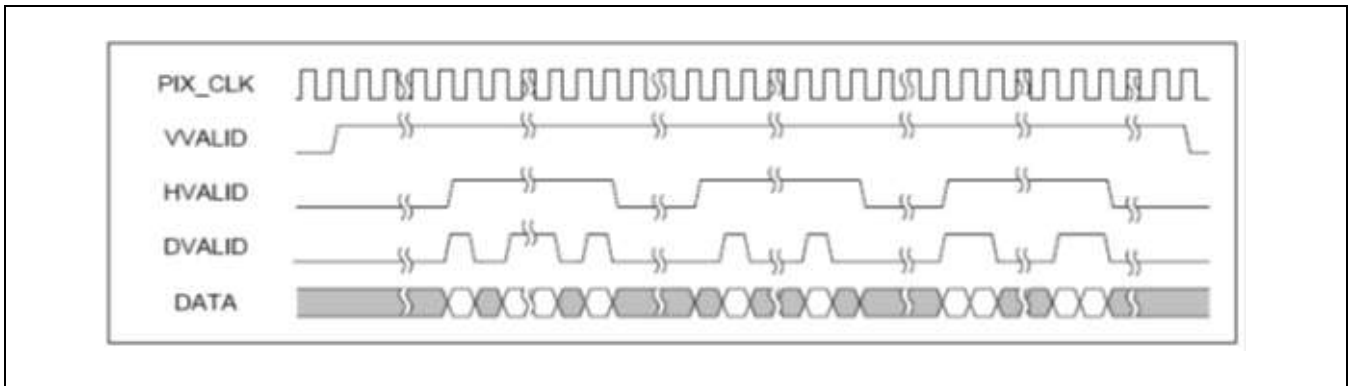 PIX_CLK
VVALID
HVALID
DVALID
DATA